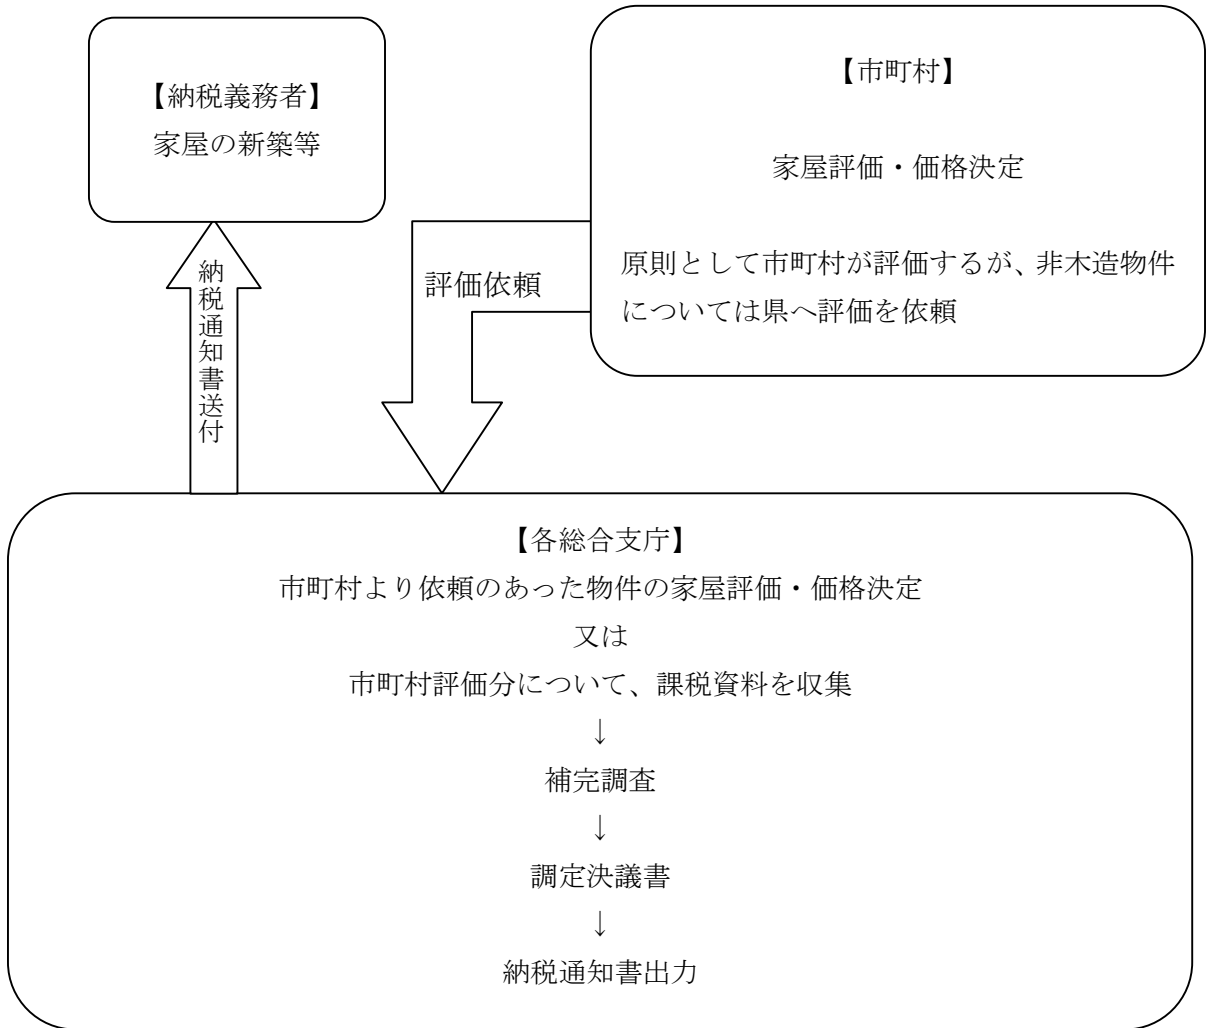 【納税義務者】
家屋の新築等
【市町村】
家屋評価・価格決定
原則として市町村が評価するが、非木造物件
については県へ評価を依頼
評価依頼
納税通知書送付
【各総合支庁】
市町村より依頼のあった物件の家屋評価・価格決定
又は
市町村評価分について、課税資料を収集
↓
補完調査
↓
調定決議書
↓
納税通知書出力